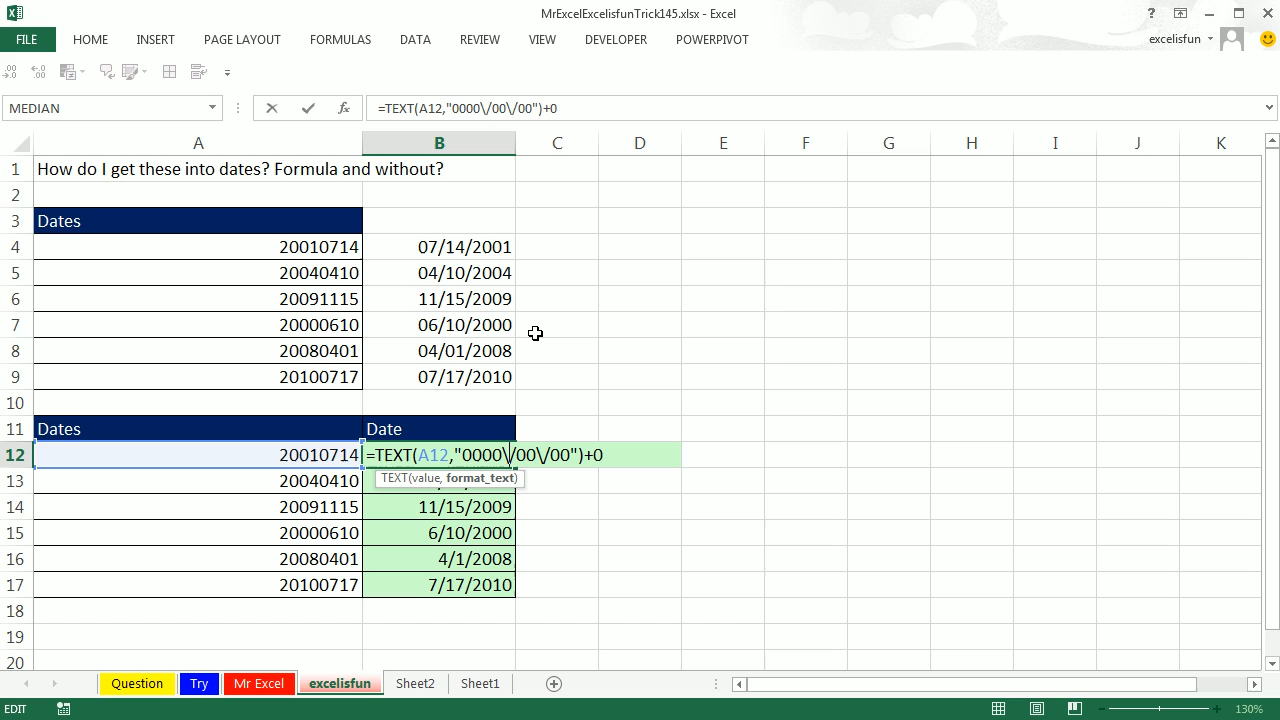 MrExcelExcelisfunTrick145.xlsx - Excel
?
FILE HOME INSERT PAGE LAYOUT FORMULAS DATA REVIEW VIEW DEVELOPER POWERPIVOT excelisfun
MEDIAN fx =TEXT(A12,"0000\/00\/00")+0
A B C D E F G H I J K
1 How do I get these into dates? Formula and without?
2
3 Dates
4 20010714 07/14/2001
5 20040410 04/10/2004
6 20091115 11/15/2009
7 20000610 06/10/2000
8 20080401 04/01/2008
9 20100717 07/17/2010
10
11 Dates Date
12 20010714 =TEXT(A12,"0000\/00\/00")+0
TEXT(value, format_text)
13 20040410
14 20091115 11/15/2009
15 20000610 6/10/2000
16 20080401 4/1/2008
17 20100717 7/17/2010
18
19
20
Question Try Mr Excel excelisfun Sheet2 Sheet1
EDIT 130%